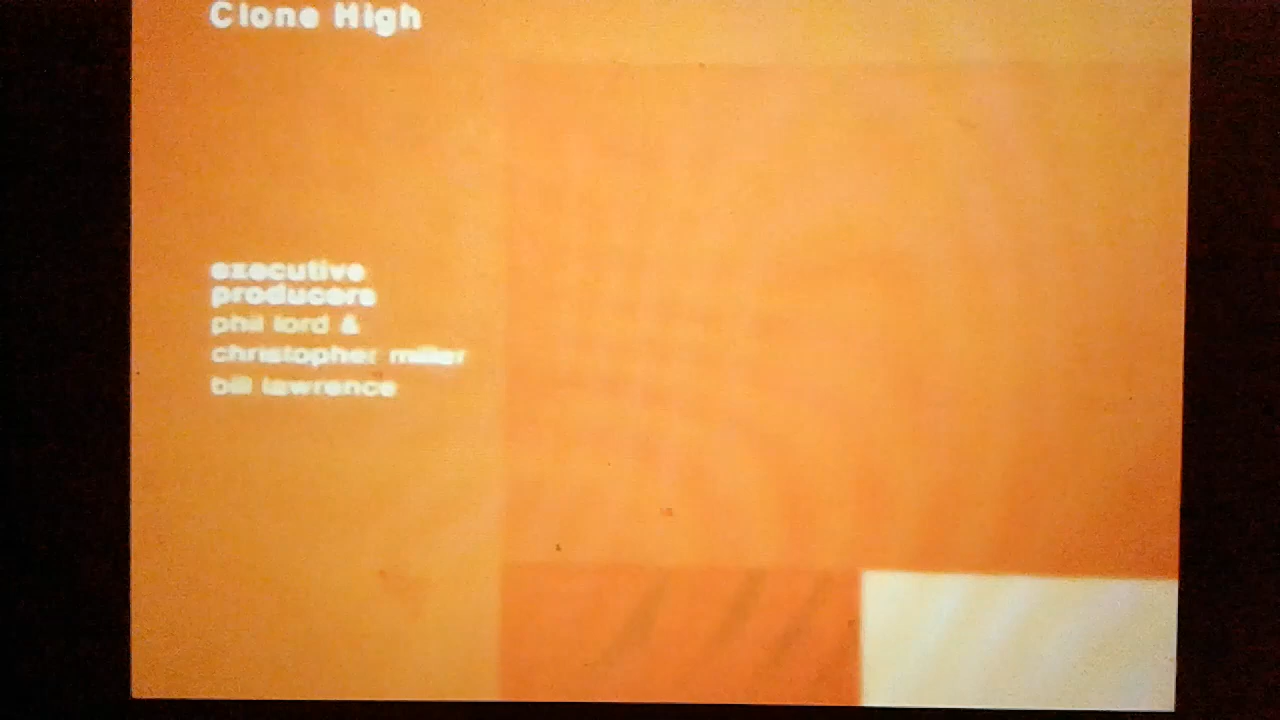 Clone High
executive
producers
phil lord &
christopher miller
bill lawrence